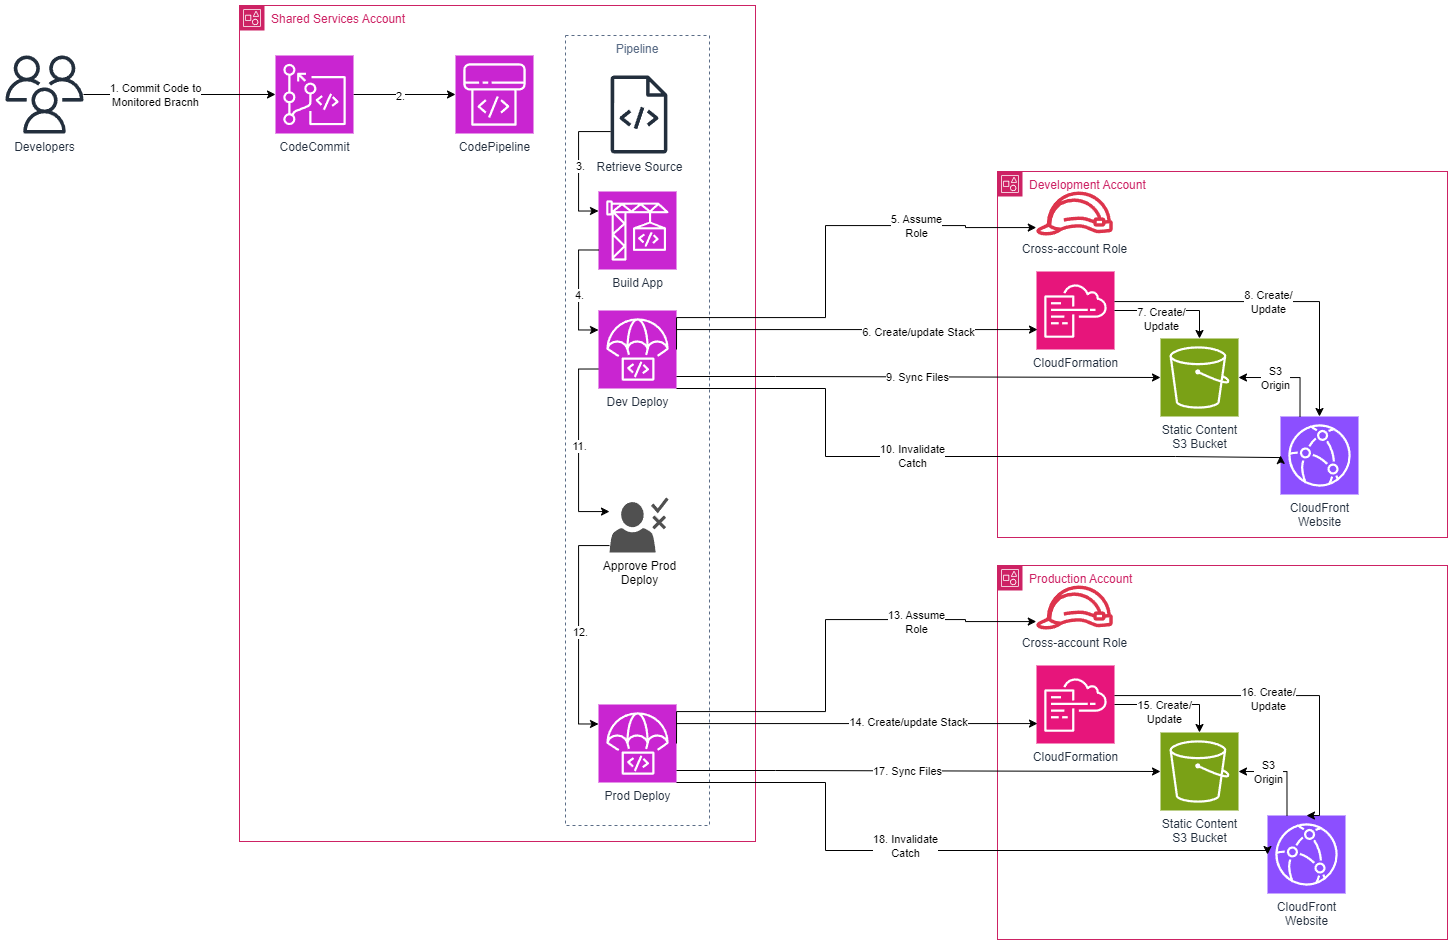 Shared Services Account
Pipeline
1. Commit Code to
Monitored Bracnh
2.
Developers
CodeCommit
CodePipeline
Retrieve Source
3.
Build App
4.
Dev Deploy
11.
Approve Prod
Deploy
12.
Prod Deploy
5. Assume
Role
6. Create/update Stack
9. Sync Files
10. Invalidate
Catch
Development Account
Cross-account Role
CloudFormation
7. Create/
Update
8. Create/
Update
S3
Origin
Static Content
S3 Bucket
CloudFront
Website
13. Assume
Role
14. Create/update Stack
17. Sync Files
18. Invalidate
Catch
Production Account
Cross-account Role
CloudFormation
15. Create/
Update
16. Create/
Update
S3
Origin
Static Content
S3 Bucket
CloudFront
Website